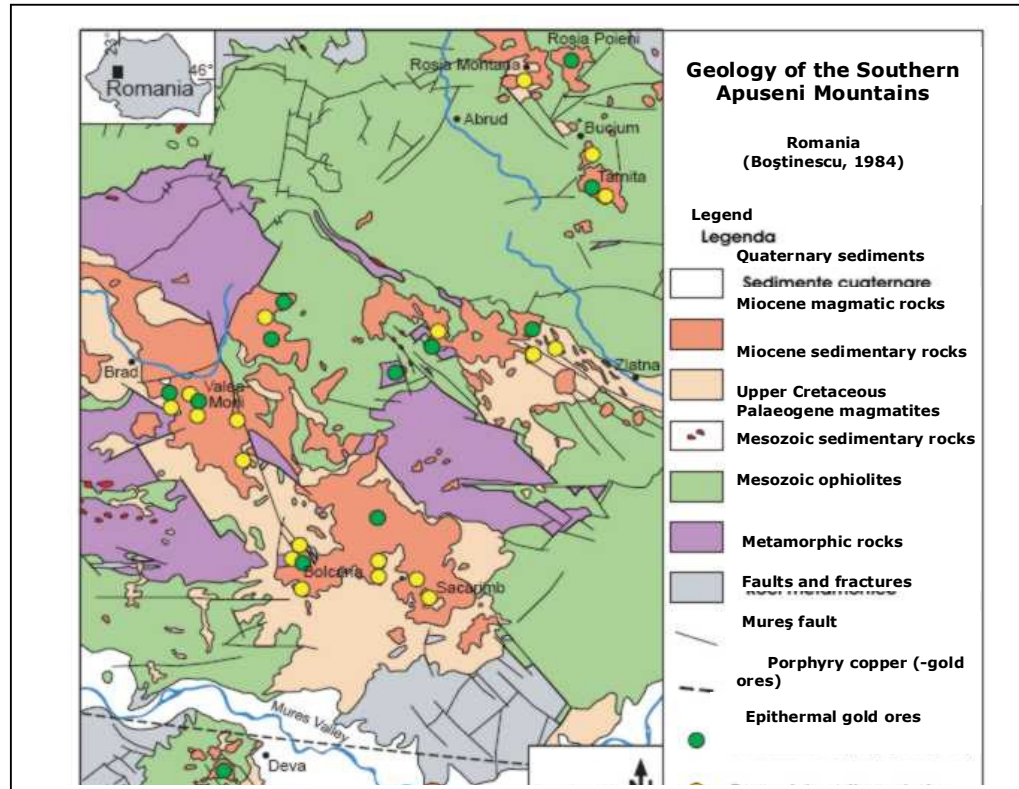 23°
46°
Romania
Roşia Poieni
Roşia Montana
Abrud
Bucium
Tarnita
Brad
Valea
Morii
Zlatna
Bolcana
Sacarimb
Mures Valley
Deva
Geology of the Southern
Apuseni Mountains
Romania
(Boştinescu, 1984)
Legend
Legenda
Quaternary sediments
Sedimente cuaternare
Miocene magmatic rocks
Miocene sedimentary rocks
Upper Cretaceous
Palaeogene magmatites
Mesozoic sedimentary rocks
Mesozoic ophiolites
Metamorphic rocks
Faults and fractures
Mureş fault
Porphyry copper (-gold
ores)
Epithermal gold ores